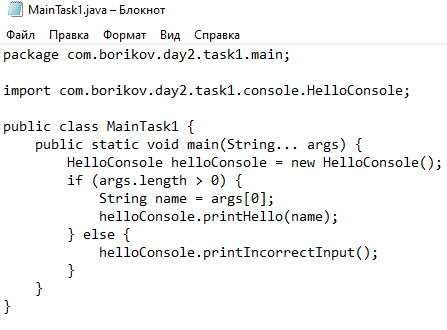 MainTask1.java – Блокнот
Файл Правка Формат Вид Справка
package com.borikov.day2.task1.main;

import com.borikov.day2.task1.console.HelloConsole;

public class MainTask1 {
    public static void main(String... args) {
        HelloConsole helloConsole = new HelloConsole();
        if (args.length > 0) {
            String name = args[0];
            helloConsole.printHello(name);
        } else {
            helloConsole.printIncorrectInput();
        }
    }
}